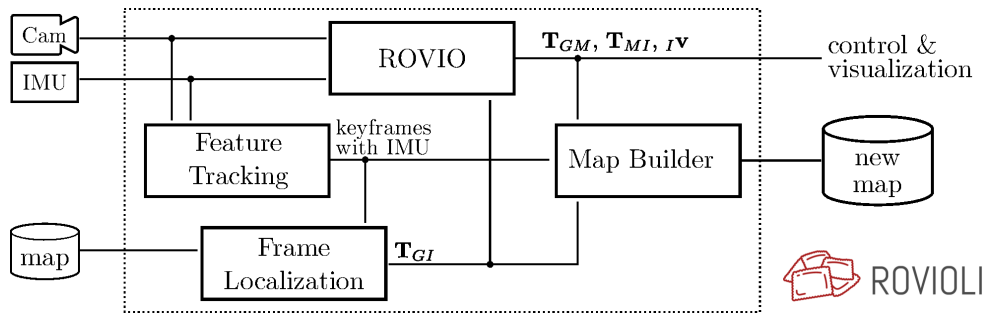 Cam
IMU
ROVIO
T_GM, T_MI, _Iv
control &
visualization
Feature
Tracking
keyframes
with IMU
Map Builder
new
map
map
Frame
Localization
T_GI
ROVIOLI